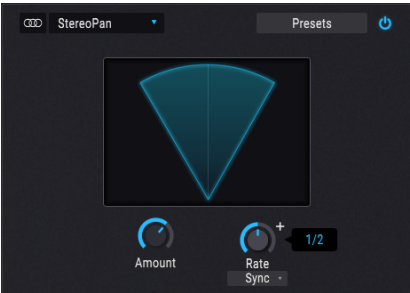 StereoPan
Presets
1/2
Amount
Rate
Sync